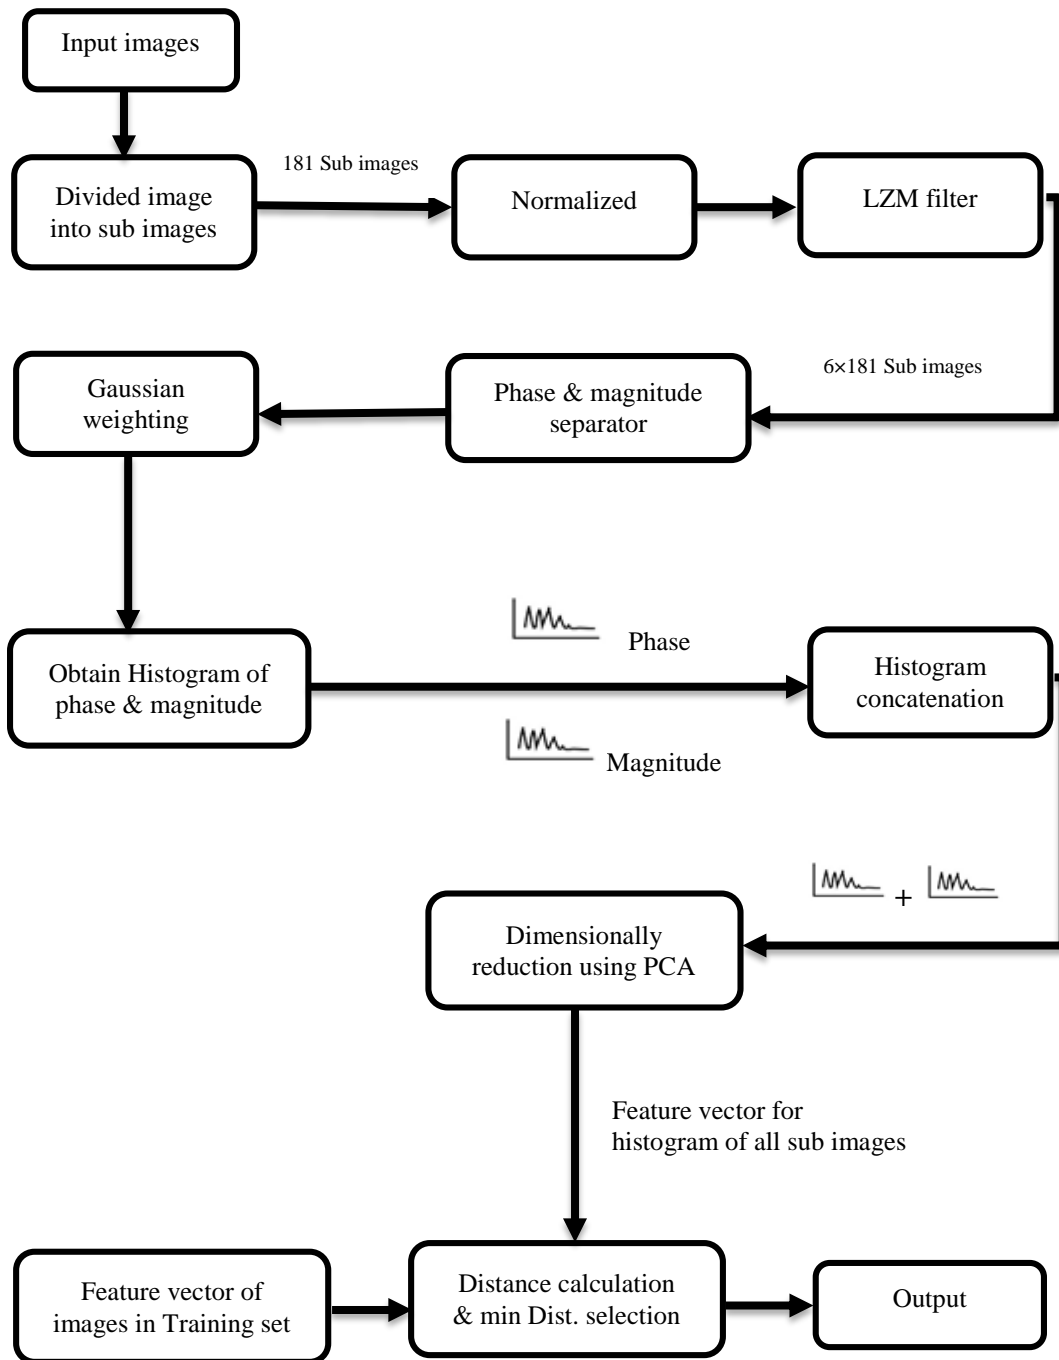 Input images
181 Sub images
Divided image
into sub images
Normalized
LZM filter
6×181 Sub images
Gaussian
weighting
Phase & magnitude
separator
Phase
Obtain Histogram of
phase & magnitude
Histogram
concatenation
Magnitude
+
Dimensionally
reduction using PCA
Feature vector for
histogram of all sub images
Feature vector of
images in Training set
Distance calculation
& min Dist. selection
Output